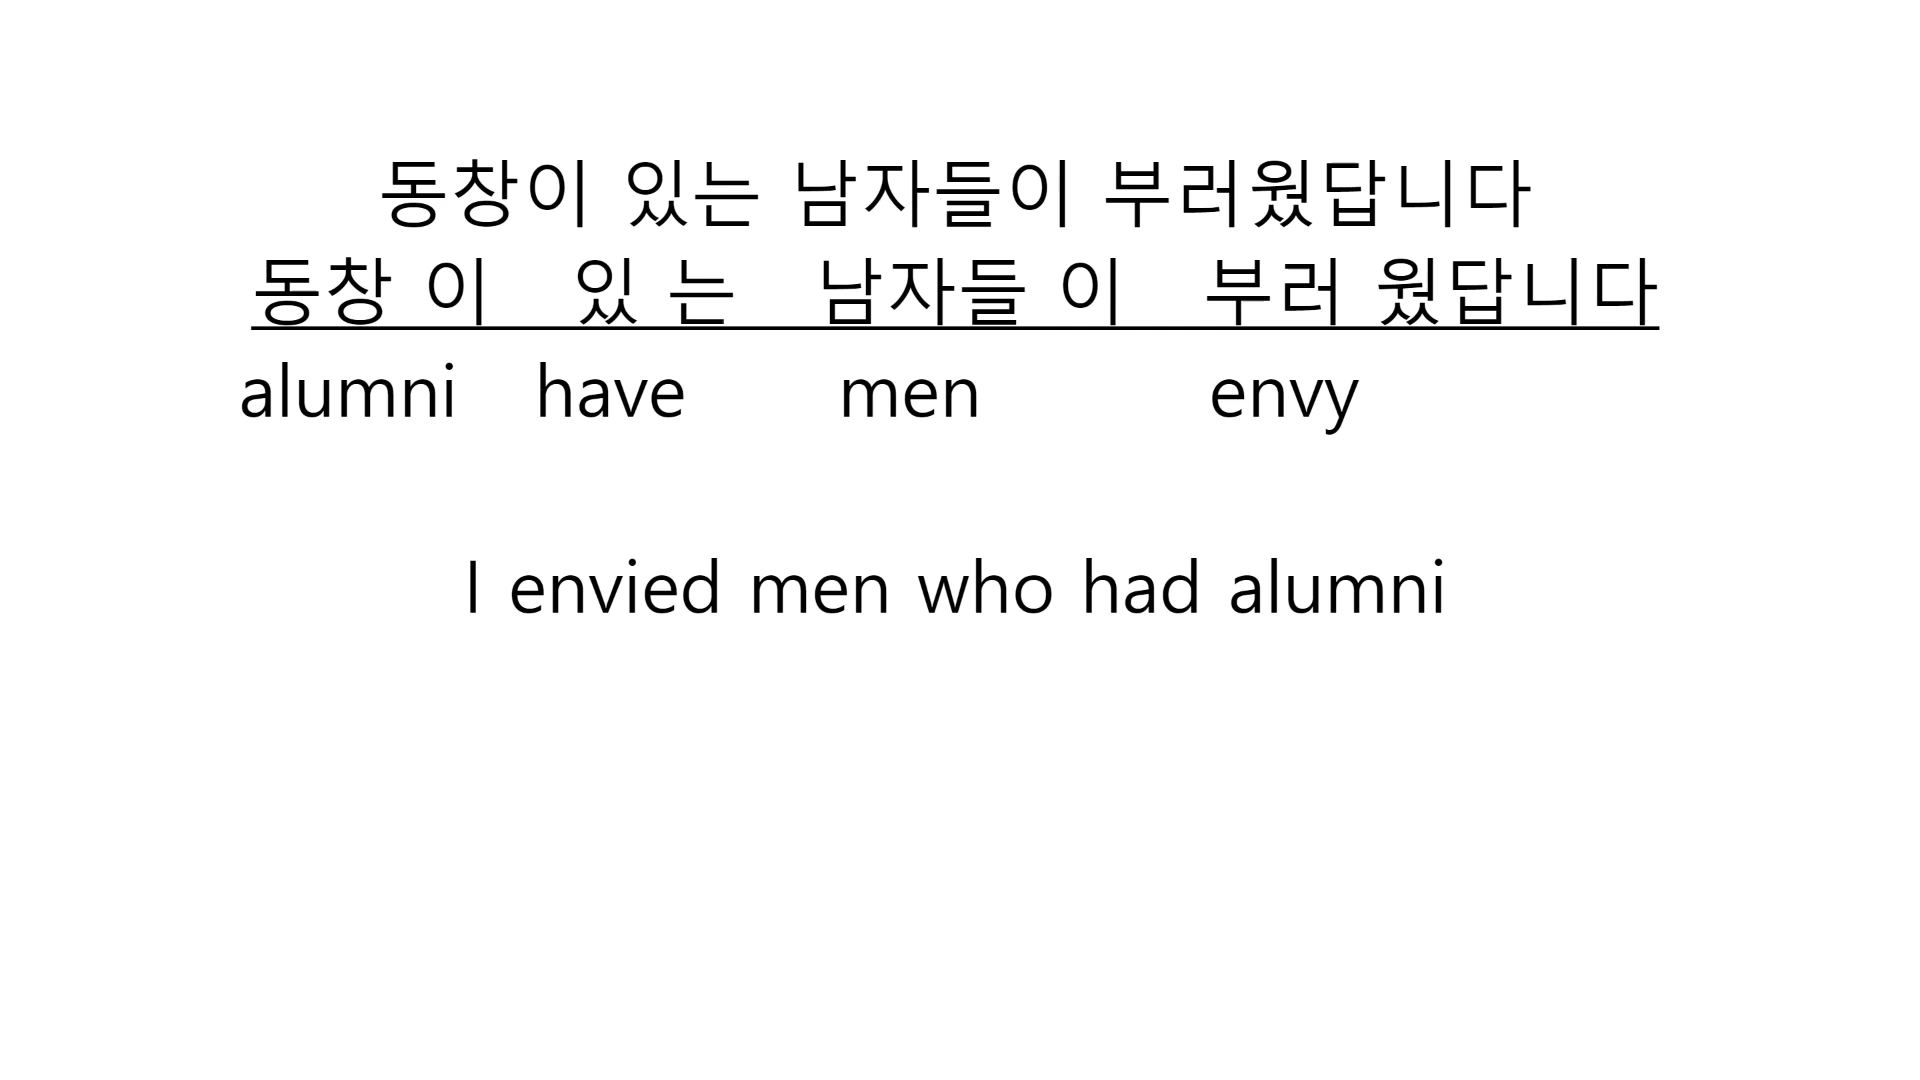 동창이 있는 남자들이 부러웠답니다
동창 이 있 는 남자들 이 부러 웠답니다
alumni have men envy
I envied men who had alumni